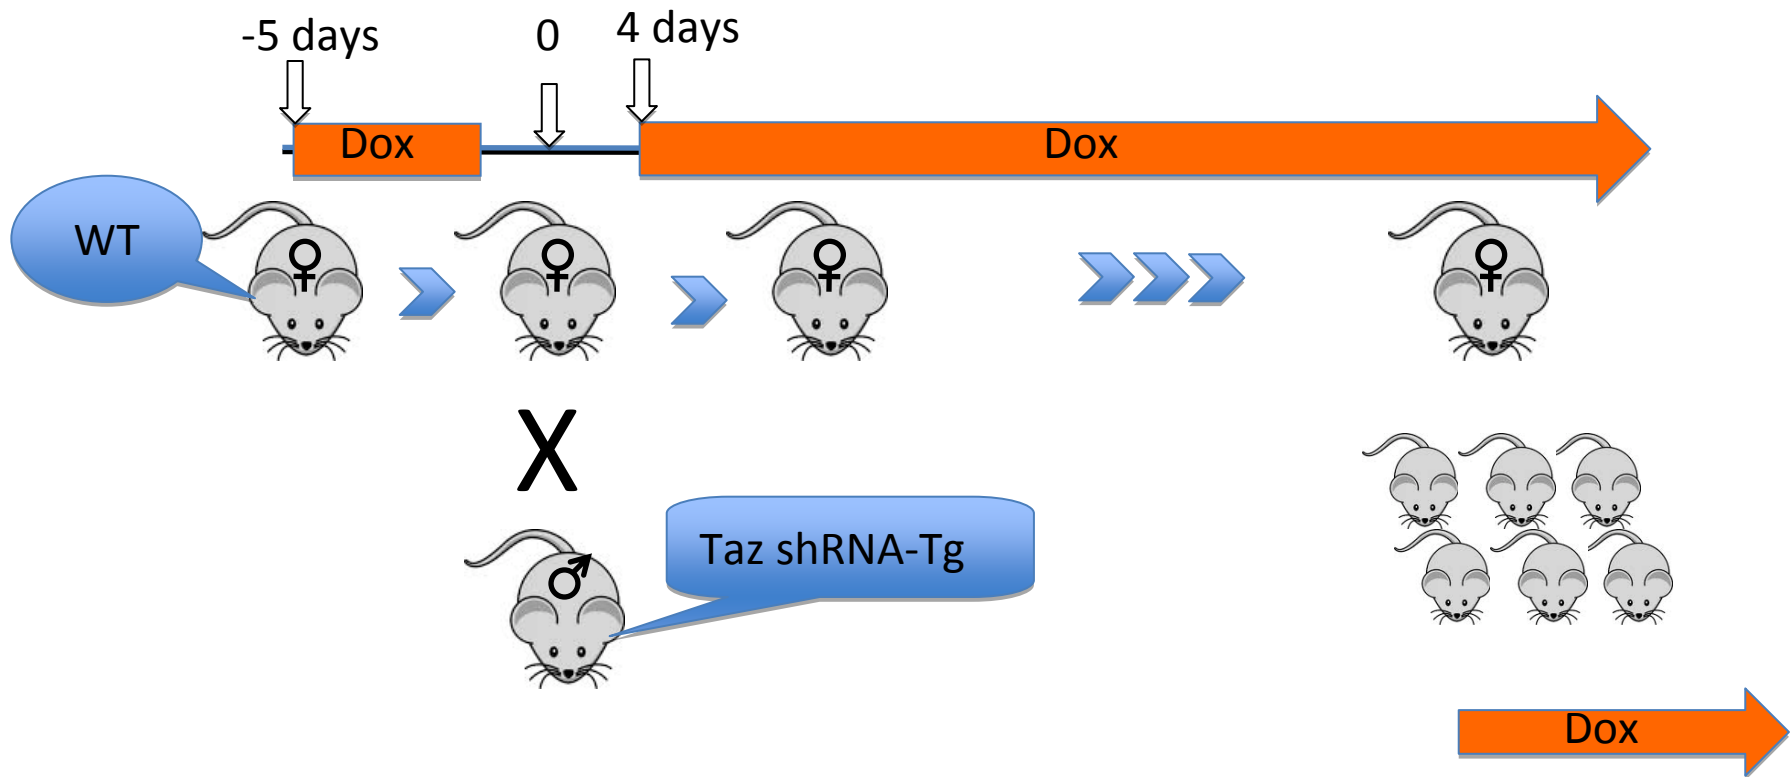 -5 days
0
4 days
Dox
Dox
WT
♀
♀
♀
♀
X
♂
Taz shRNA-Tg
Dox